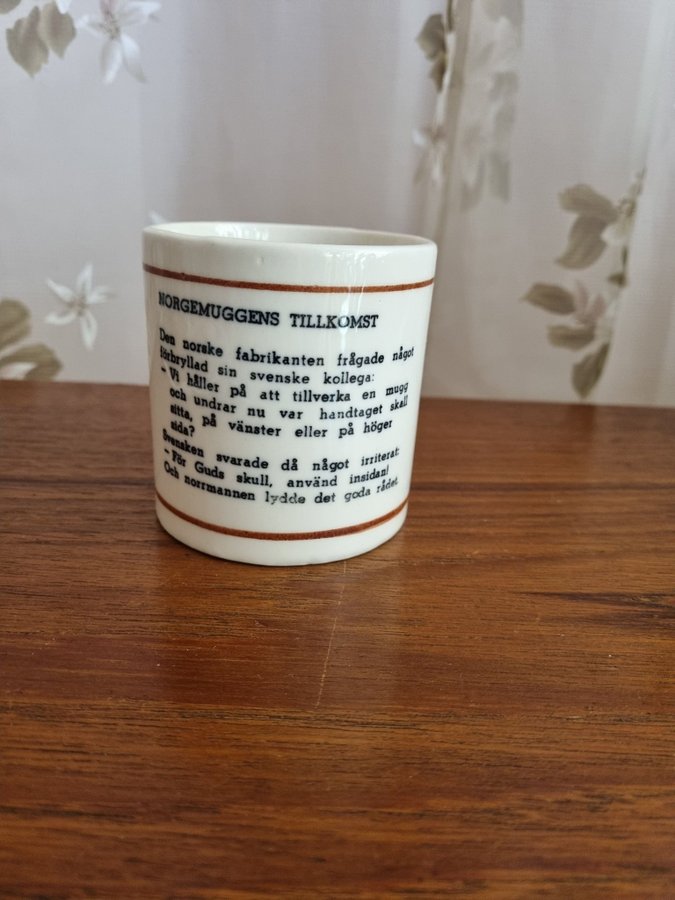 NORGEMUGGENS TILLKOMST
Den norske fabrikanten frågade något
förbryllad sin svenske kollega:
- Vi håller på att tillverka en mugg
och undrar nu var handtaget skall
sitta, på vänster eller på höger
sida?
Svensken svarade då något irriterat:
- För Guds skull, använd insidan!
Och norrmannen lydde det goda rådet.